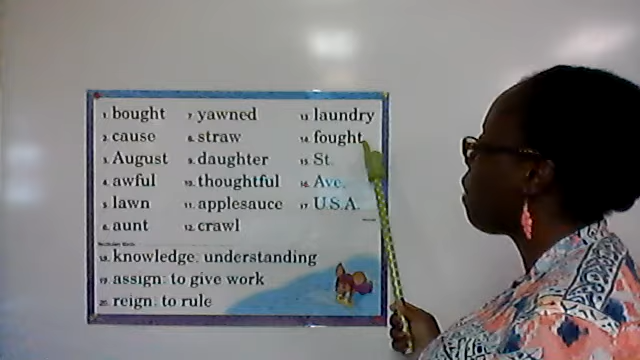 1. bought
2. cause
3. August
4. awful
5. lawn
6. aunt
7. yawned
8. straw
9. daughter
10. thoughtful
11. applesauce
12. crawl
13. laundry
14. fought
15. St.
16. Ave.
17. U.S.A.
Vocabulary Words
18. knowledge: understanding
19. assign: to give work
20. reign: to rule